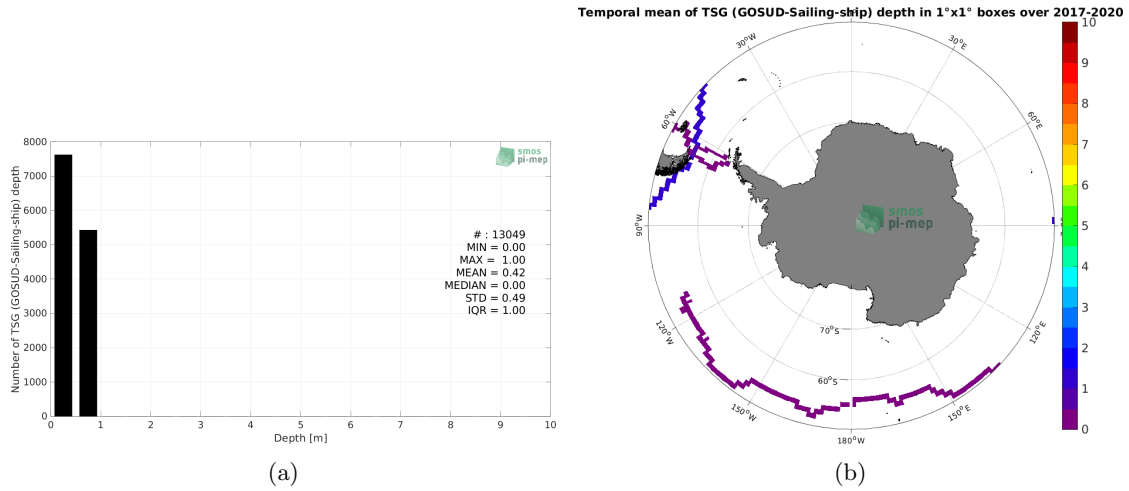 Temporal mean of TSG (GOSUD-Sailing-ship) depth in 1°x1° boxes over 2017-2020
8000
7000
6000
5000
4000
3000
2000
1000
0
Number of TSG (GOSUD-Sailing-ship) depth
0 1 2 3 4 5 6 7 8 9 10
Depth [m]
smos
pi-mep
# : 13049
MIN = 0.00
MAX = 1.00
MEAN = 0.42
MEDIAN = 0.00
STD = 0.49
IQR = 1.00
(a)
30°W
30°E
60°W
60°E
90°W
smos
pi-mep
120°W
120°E
70°S
60°S
150°W
150°E
180°W
10
9
8
7
6
5
4
3
2
1
0
(b)